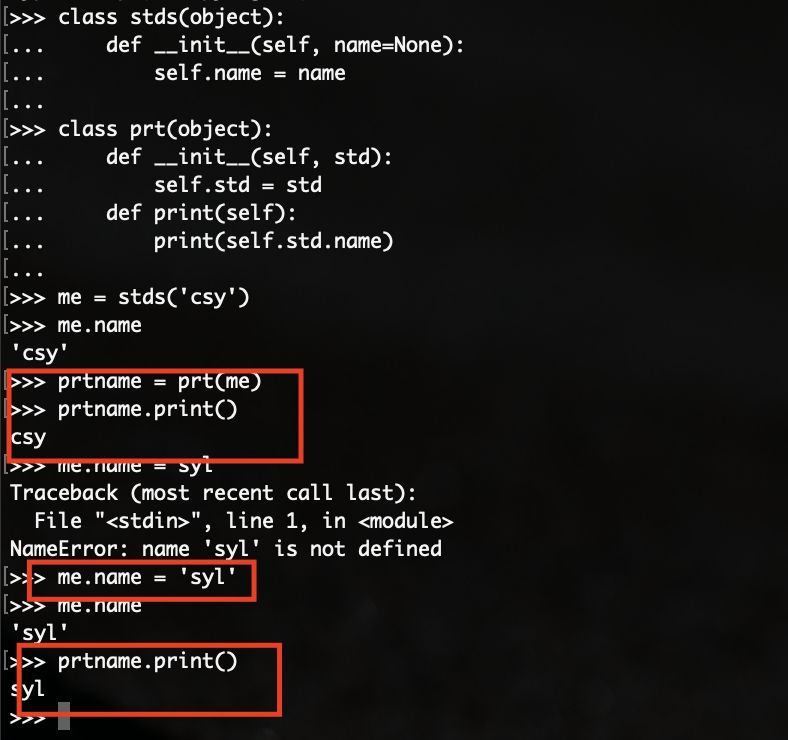 >>> class stds(object):
...     def __init__(self, name=None):
...         self.name = name
...
>>> class prt(object):
...     def __init__(self, std):
...         self.std = std
...     def print(self):
...         print(self.std.name)
...
>>> me = stds('csy')
>>> me.name
'csy'
>>> prtname = prt(me)
>>> prtname.print()
csy
>>> me.name = syl
Traceback (most recent call last):
  File "<stdin>", line 1, in <module>
NameError: name 'syl' is not defined
>>> me.name = 'syl'
>>> me.name
'syl'
>>> prtname.print()
syl
>>>